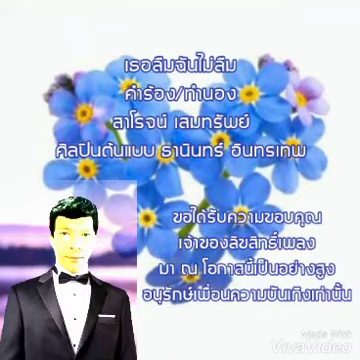 เธอลืมฉันไม่ลืม
คำร้อง/ทำนอง
สาโรจน์ เสมทรัพย์
ศิลปินต้นแบบ ธานินทร์ อินทรเทพ
ขอได้รับความขอบคุณ
เจ้าของลิขสิทธิ์เพลง
มา ณ โอกาสนี้เป็นอย่างสูง
อนุรักษ์เพื่อนความบันเทิงเท่านั้น
Made With
VivaVideo